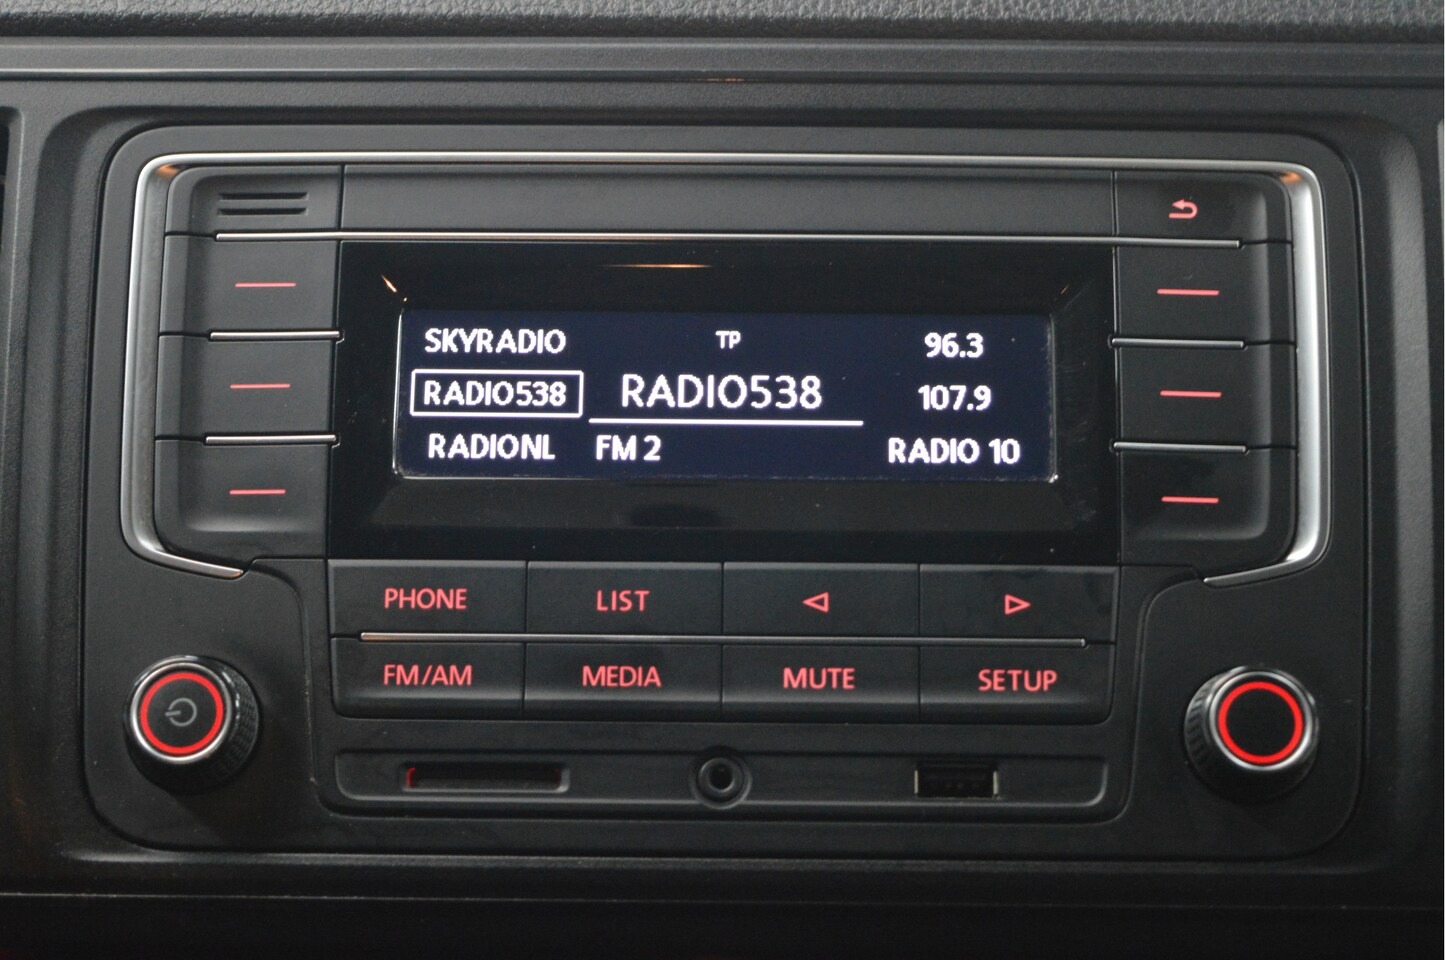 SKYRADIO TP 96.3
RADIO538 RADIO538 107.9
RADIONL FM 2 RADIO 10
PHONE LIST
FM/AM MEDIA MUTE SETUP